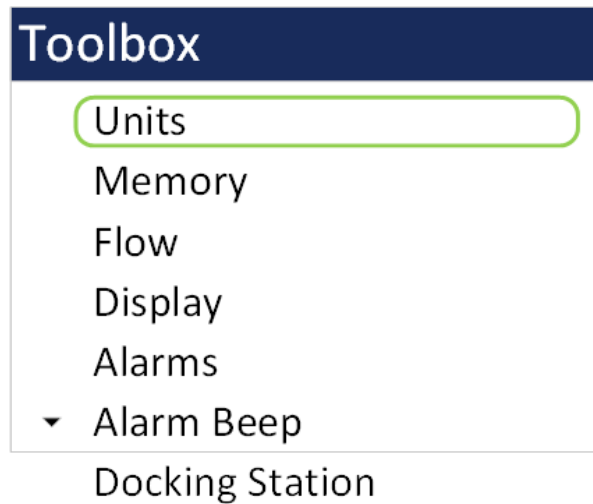 Toolbox
Units
Memory
Flow
Display
Alarms
Alarm Beep
Docking Station